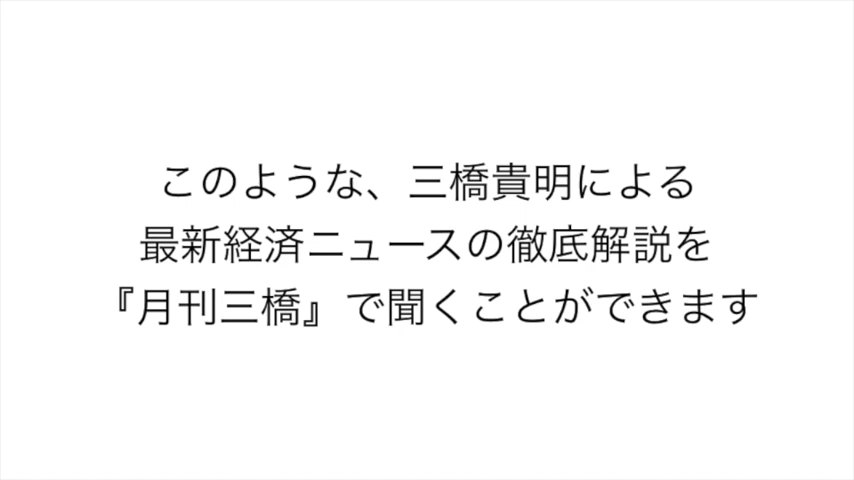 このような、三橋貴明による
最新経済ニュースの徹底解説を
『月刊三橋』で聞くことができます